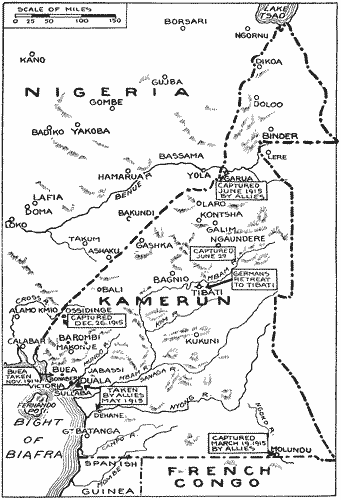 SCALE OF MILES
0 25 50 100 150
LAKE
TSAD
BORSARI
NGORNU
KANO
DIKOA
GUJBA
NIGERIA
GOMBE
DOLOO
BADIKO YAKOBA
BINDER
BASSAMA
LERE
HAMARUA
YOLA
GARUA
BENUE R.
CAPTURED
JUNE 1915
BY ALLIES
LAFIA
DOMA
LARO
LOKO
BAKUNDI
KONTSHA
GALIM
TAKUM
GASHKA
NGAUNDERE
ASHAKU
CAPTURED
JUNE 29
BAGNIO
GERMANS
RETREAT
TO TIBATI
BALI
TIBATI
KAMERUN
CROSS R.
OSSIDINGE
ALAMO KMIO
CAPTURED
DEC. 26, 1915
CALABAR
BAROMBI
MAKONJE
KUKUNI
BUEA
TAKEN
NOV. 1914
BUEA
JABASSI
MBAM R.
SANGA R.
VICTORIA
DUALA
SULLABA
TAKEN
BY ALLIES
MAY 1915
NYONG R.
FERNANDO
PO
DEHANE
BIGHT
OF
BIAFRA
GT BATANGA
CAPTURED
MARCH 19, 1915
BY ALLIES
MOLUNDU
SPANISH
GUINEA
FRENCH
CONGO